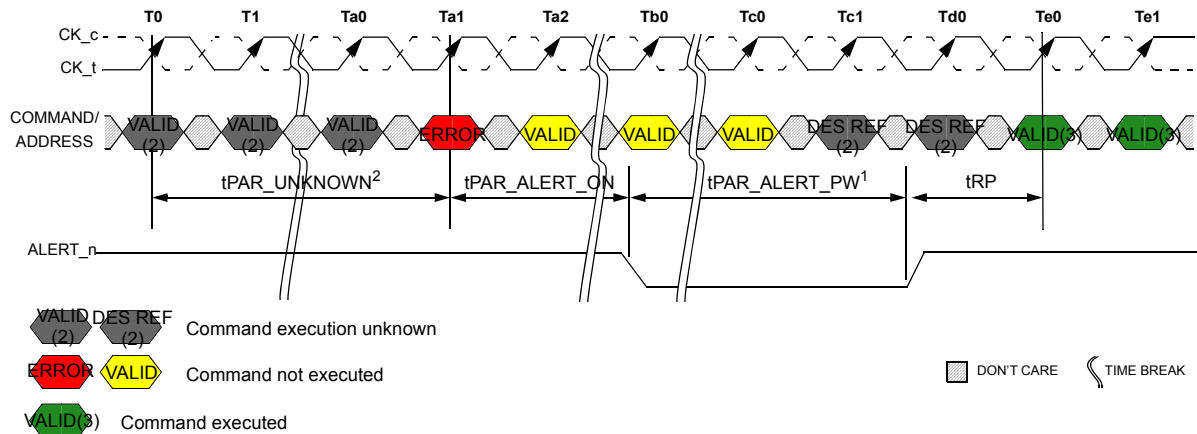 T0 T1 Ta0 Ta1 Ta2 Tb0 Tc0 Tc1 Td0 Te0 Te1
CK_c
CK_t
COMMAND/
ADDRESS
VALID (2) VALID (2) VALID (2) ERROR VALID VALID VALID DES REF (2) DES REF (2) VALID(3) VALID(3)
tPAR_UNKNOWN2 tPAR_ALERT_ON tPAR_ALERT_PW1 tRP
ALERT_n
VALID (2) DES REF (2) Command execution unknown
ERROR VALID Command not executed
DON'T CARE TIME BREAK
VALID(3) Command executed